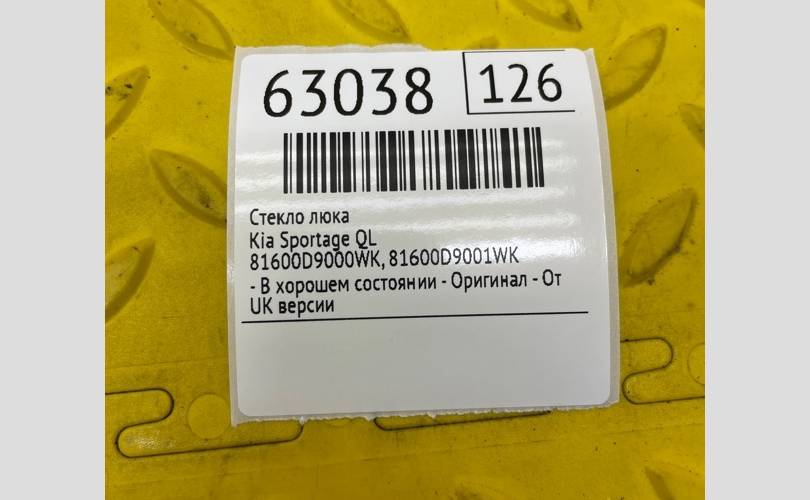 63038 126
Стекло люка
Kia Sportage QL
81600D9000WK, 81600D9001WK
- В хорошем состоянии - Оригинал - От
UK версии